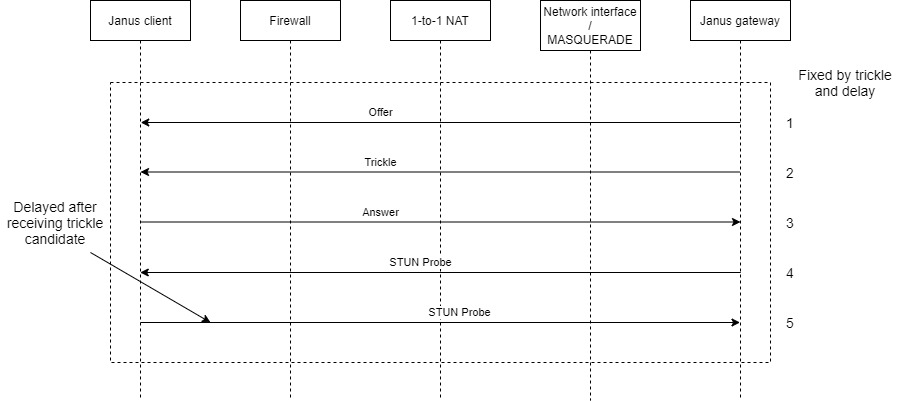 Janus client
Firewall
1-to-1 NAT
Network interface
/
MASQUERADE
Janus gateway
Fixed by trickle
and delay
Offer
1
Trickle
2
Delayed after
receiving trickle
candidate
Answer
3
STUN Probe
4
STUN Probe
5